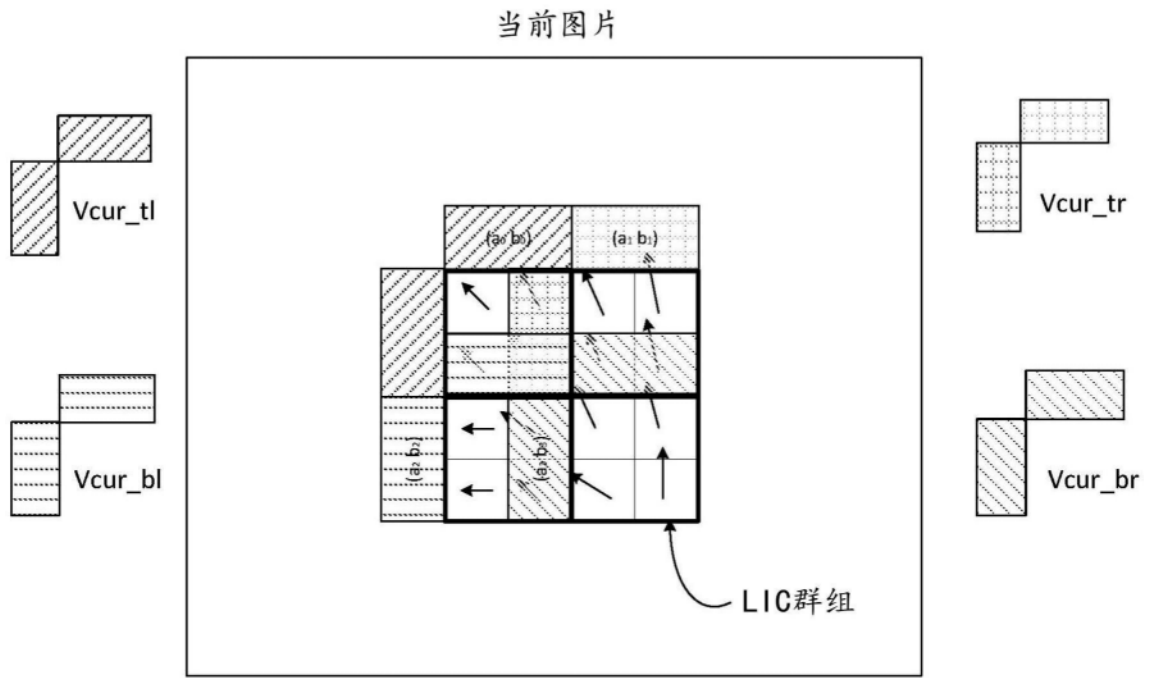 当前图片
Vcur_tl
Vcur_tr
(a₀ b₀)
(a₁ b₁)
Vcur_bl
(a₂ b₂)
Vcur_br
LIC群组